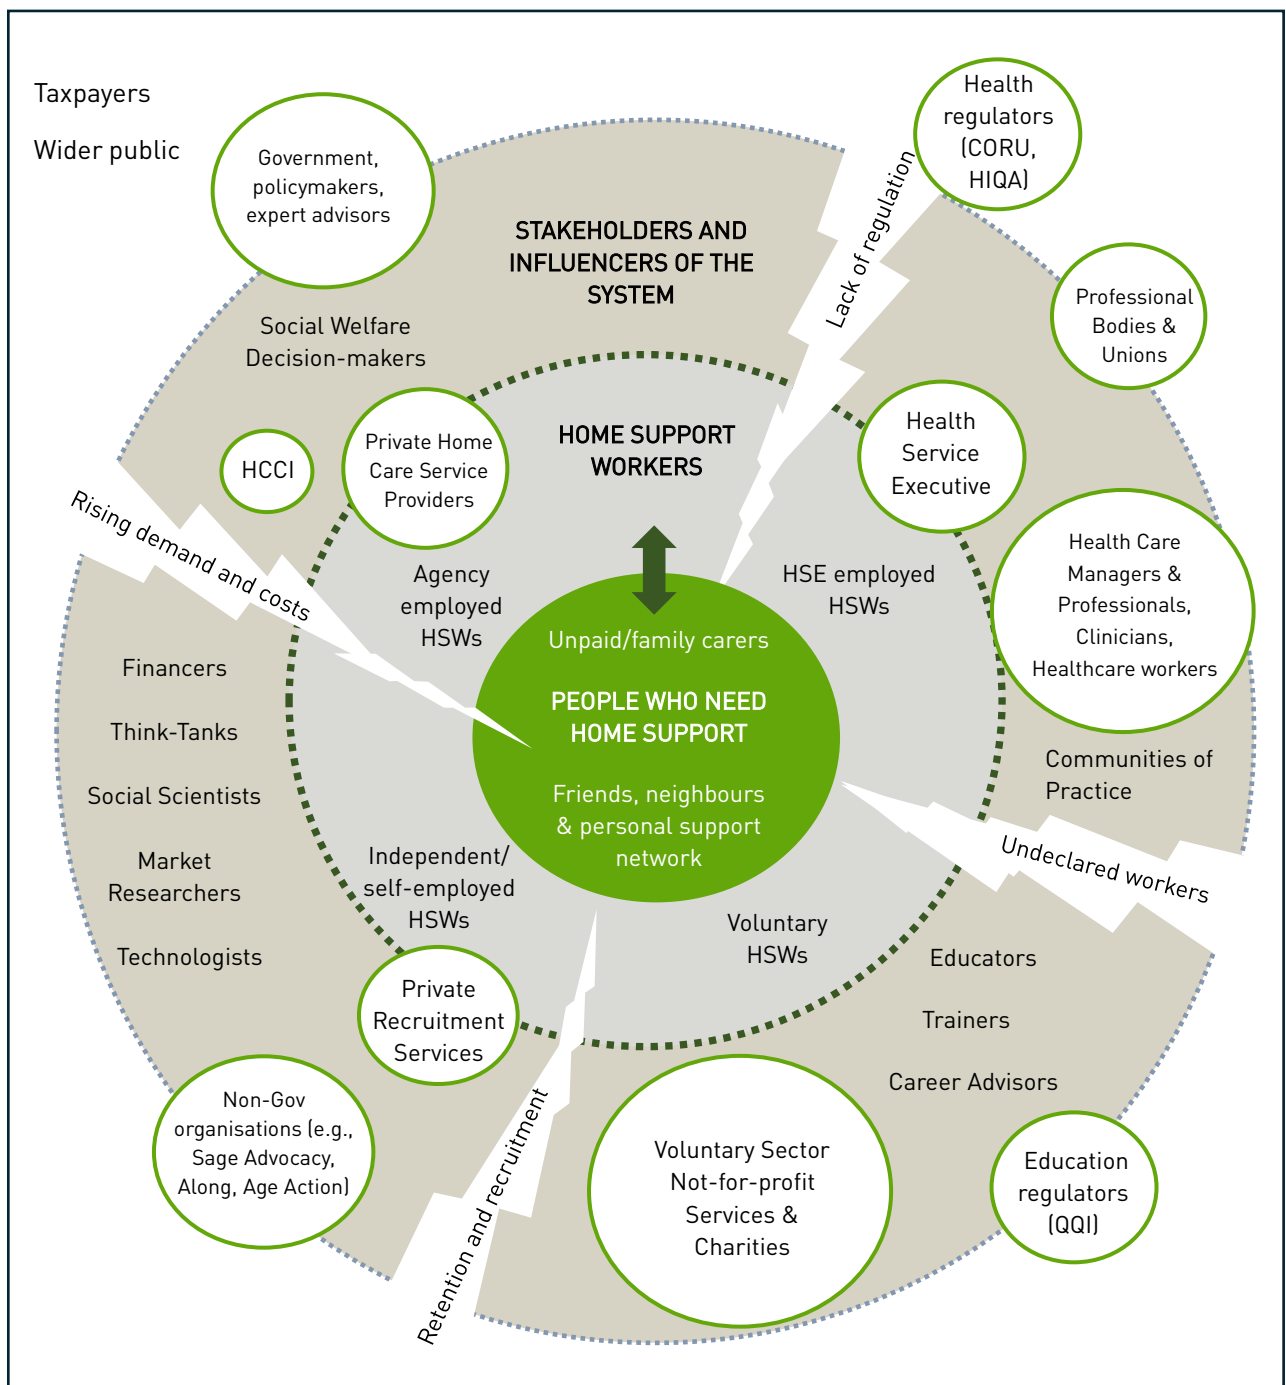 Taxpayers
Wider public
Government,
policymakers,
expert advisors
Health
regulators
(CORU,
HIQA)
STAKEHOLDERS AND
INFLUENCERS OF THE
SYSTEM
Lack of regulation
Professional
Bodies &
Unions
Social Welfare
Decision-makers
HCCI
Private Home
Care Service
Providers
HOME SUPPORT
WORKERS
Health
Service
Executive
Rising demand and costs
Agency
employed
HSWs
HSE employed
HSWs
Health Care
Managers &
Professionals,
Clinicians,
Healthcare workers
Unpaid/family carers
PEOPLE WHO NEED
HOME SUPPORT
Friends, neighbours
& personal support
network
Financers
Think-Tanks
Social Scientists
Market
Researchers
Technologists
Communities of
Practice
Undeclared workers
Independent/
self-employed
HSWs
Voluntary
HSWs
Educators
Trainers
Career Advisors
Private
Recruitment
Services
Retention and recruitment
Non-Gov
organisations (e.g.,
Sage Advocacy,
Along, Age Action)
Voluntary Sector
Not-for-profit
Services &
Charities
Education
regulators
(QQI)